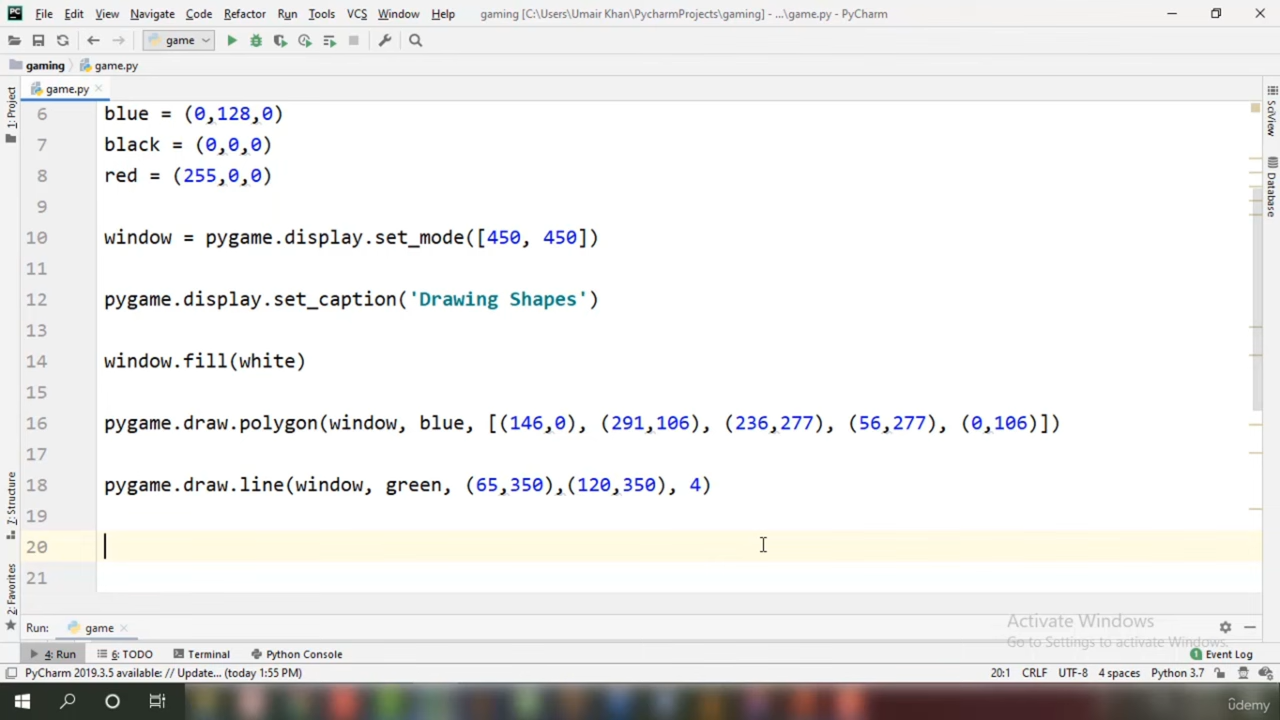 File Edit View Navigate Code Refactor Run Tools VCS Window Help gaming [C:\Users\Umair Khan\PycharmProjects\gaming] - ...\game.py - PyCharm
game
gaming game.py
game.py
1: Project
SciView
Database
6 blue = (0,128,0)
7 black = (0,0,0)
8 red = (255,0,0)
9
10 window = pygame.display.set_mode([450, 450])
11
12 pygame.display.set_caption('Drawing Shapes')
13
14 window.fill(white)
15
16 pygame.draw.polygon(window, blue, [(146,0), (291,106), (236,277), (56,277), (0,106)])
17
18 pygame.draw.line(window, green, (65,350),(120,350), 4)
19
20
21
7: Structure
2: Favorites
Activate Windows
Go to Settings to activate Windows.
Run: game
4: Run 6: TODO Terminal Python Console 1 Event Log
PyCharm 2019.3.5 available: // Update... (today 1:55 PM) 20:1 CRLF UTF-8 4 spaces Python 3.7
ûdemy